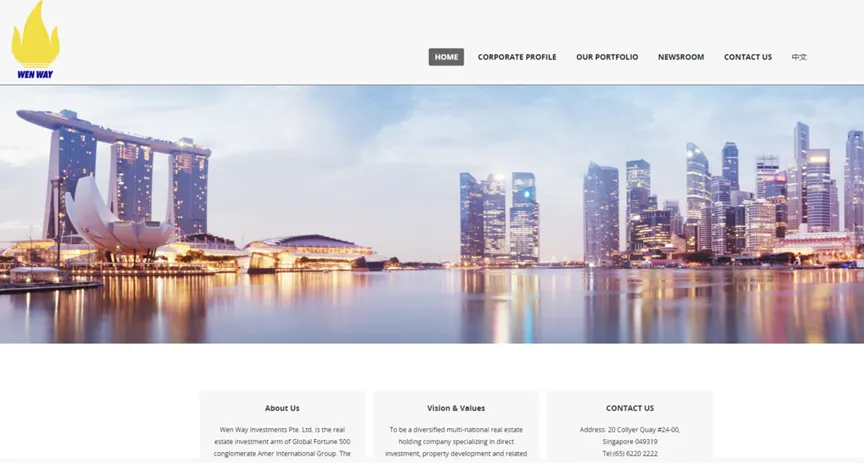 WEN WAY
HOME
CORPORATE PROFILE
OUR PORTFOLIO
NEWSROOM
CONTACT US
中文
About Us
Wen Way Investments Pte. Ltd. is the real
estate investment arm of Global Fortune 500
conglomerate Amer International Group. The
Vision & Values
To be a diversified multi-national real estate
holding company specializing in direct
investment, property development and related
CONTACT US
Address: 20 Collyer Quay #24-00,
Singapore 049319
Tel:(65) 6220 2222